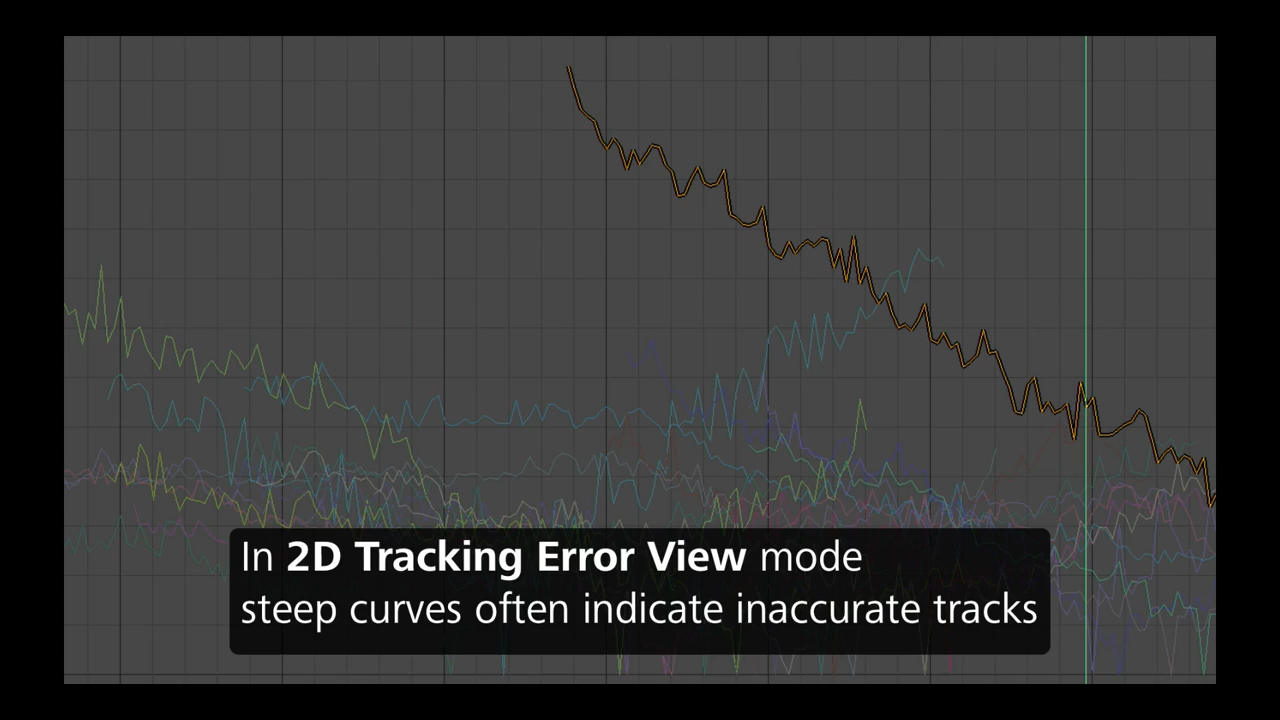 In 2D Tracking Error View mode
steep curves often indicate inaccurate tracks